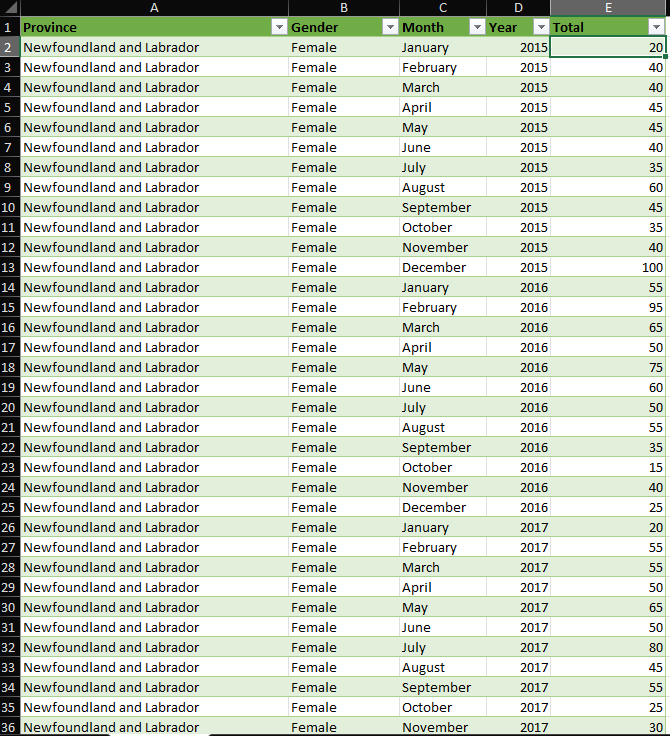 A B C D E
1 Province Gender Month Year Total
2 Newfoundland and Labrador Female January 2015 20
3 Newfoundland and Labrador Female February 2015 40
4 Newfoundland and Labrador Female March 2015 40
5 Newfoundland and Labrador Female April 2015 45
6 Newfoundland and Labrador Female May 2015 45
7 Newfoundland and Labrador Female June 2015 40
8 Newfoundland and Labrador Female July 2015 35
9 Newfoundland and Labrador Female August 2015 60
10 Newfoundland and Labrador Female September 2015 45
11 Newfoundland and Labrador Female October 2015 35
12 Newfoundland and Labrador Female November 2015 40
13 Newfoundland and Labrador Female December 2015 100
14 Newfoundland and Labrador Female January 2016 55
15 Newfoundland and Labrador Female February 2016 95
16 Newfoundland and Labrador Female March 2016 65
17 Newfoundland and Labrador Female April 2016 50
18 Newfoundland and Labrador Female May 2016 75
19 Newfoundland and Labrador Female June 2016 60
20 Newfoundland and Labrador Female July 2016 50
21 Newfoundland and Labrador Female August 2016 55
22 Newfoundland and Labrador Female September 2016 35
23 Newfoundland and Labrador Female October 2016 15
24 Newfoundland and Labrador Female November 2016 40
25 Newfoundland and Labrador Female December 2016 25
26 Newfoundland and Labrador Female January 2017 20
27 Newfoundland and Labrador Female February 2017 55
28 Newfoundland and Labrador Female March 2017 55
29 Newfoundland and Labrador Female April 2017 50
30 Newfoundland and Labrador Female May 2017 65
31 Newfoundland and Labrador Female June 2017 50
32 Newfoundland and Labrador Female July 2017 80
33 Newfoundland and Labrador Female August 2017 45
34 Newfoundland and Labrador Female September 2017 55
35 Newfoundland and Labrador Female October 2017 25
36 Newfoundland and Labrador Female November 2017 30